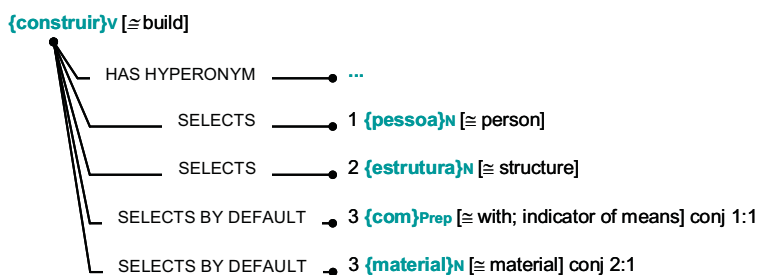 {construir}V [≅ build]
HAS HYPERONYM ...
SELECTS 1 {pessoa}N [≅ person]
SELECTS 2 {estrutura}N [≅ structure]
SELECTS BY DEFAULT 3 {com}Prep [≅ with; indicator of means] conj 1:1
SELECTS BY DEFAULT 3 {material}N [≅ material] conj 2:1